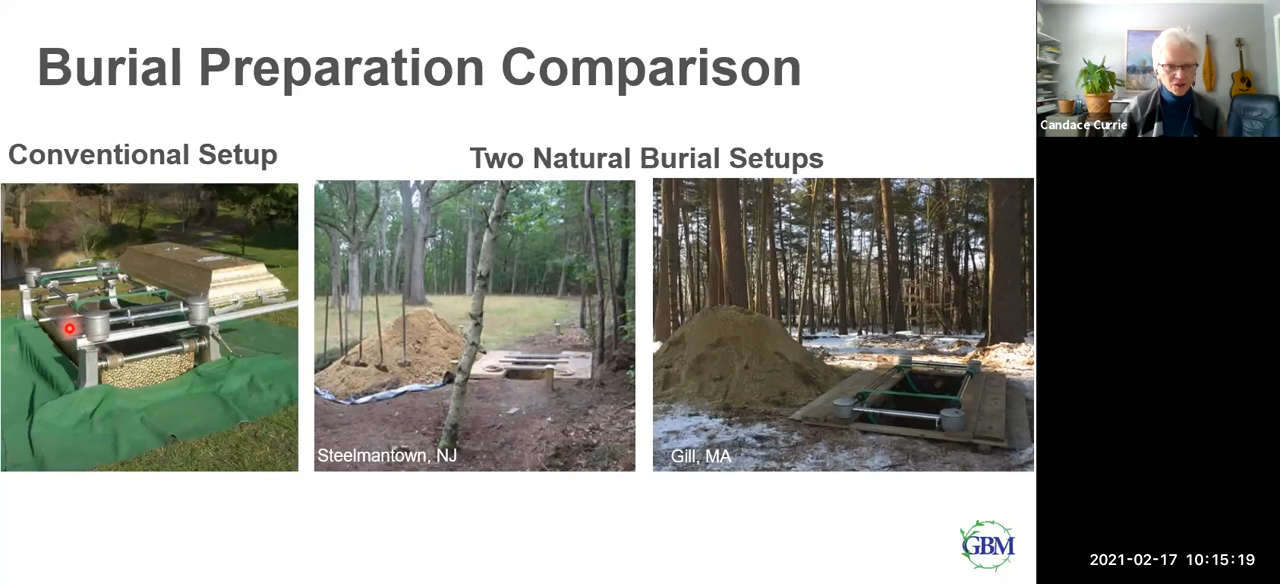 Burial Preparation Comparison
Conventional Setup
Two Natural Burial Setups
Steelmantown, NJ
Gill, MA
GBM
Candace Currie
2021-02-17 10:15:19